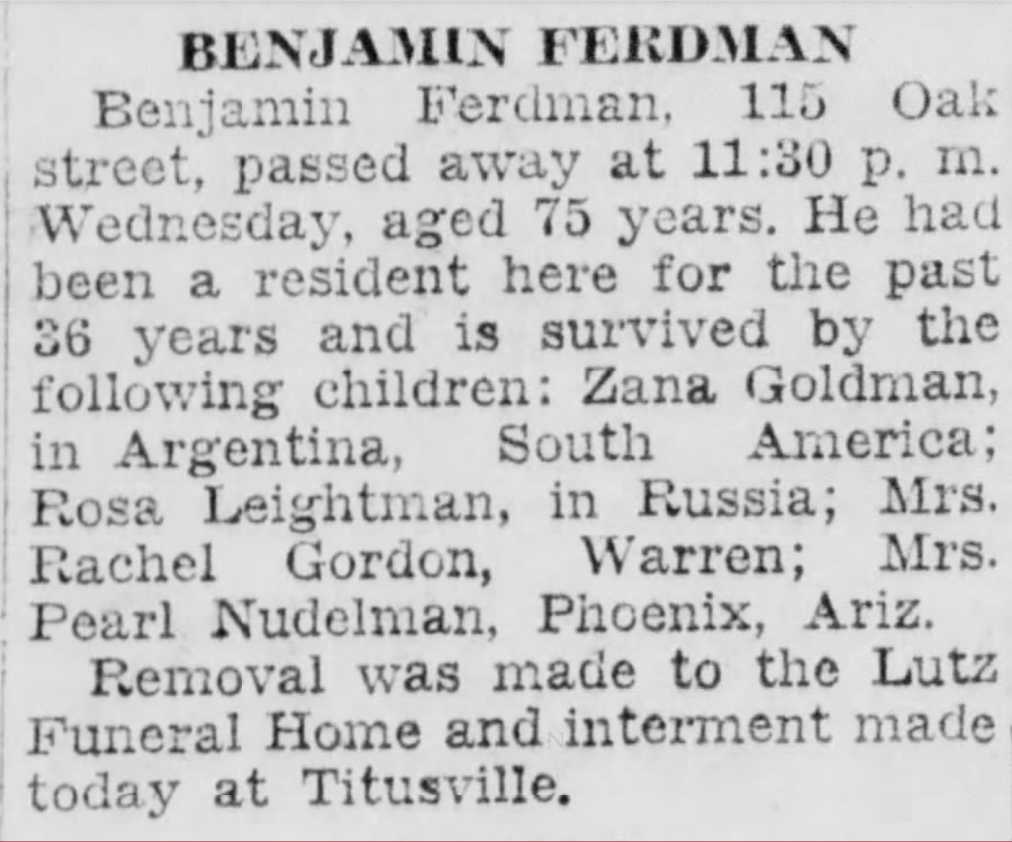 BENJAMIN FERDMAN
Benjamin Ferdman, 115 Oak
street, passed away at 11:30 p. m.
Wednesday, aged 75 years. He had
been a resident here for the past
36 years and is survived by the
following children: Zana Goldman,
in Argentina, South America;
Rosa Leightman, in Russia; Mrs.
Rachel Gordon, Warren; Mrs.
Pearl Nudelman, Phoenix, Ariz.
Removal was made to the Lutz
Funeral Home and interment made
today at Titusville.